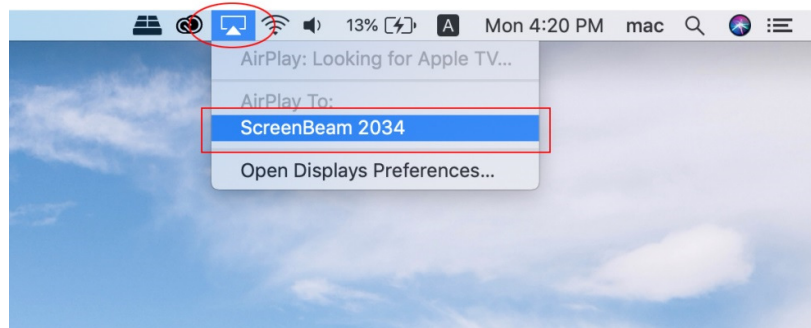 13% A Mon 4:20 PM mac
AirPlay: Looking for Apple TV...
AirPlay To:
ScreenBeam 2034
Open Displays Preferences...